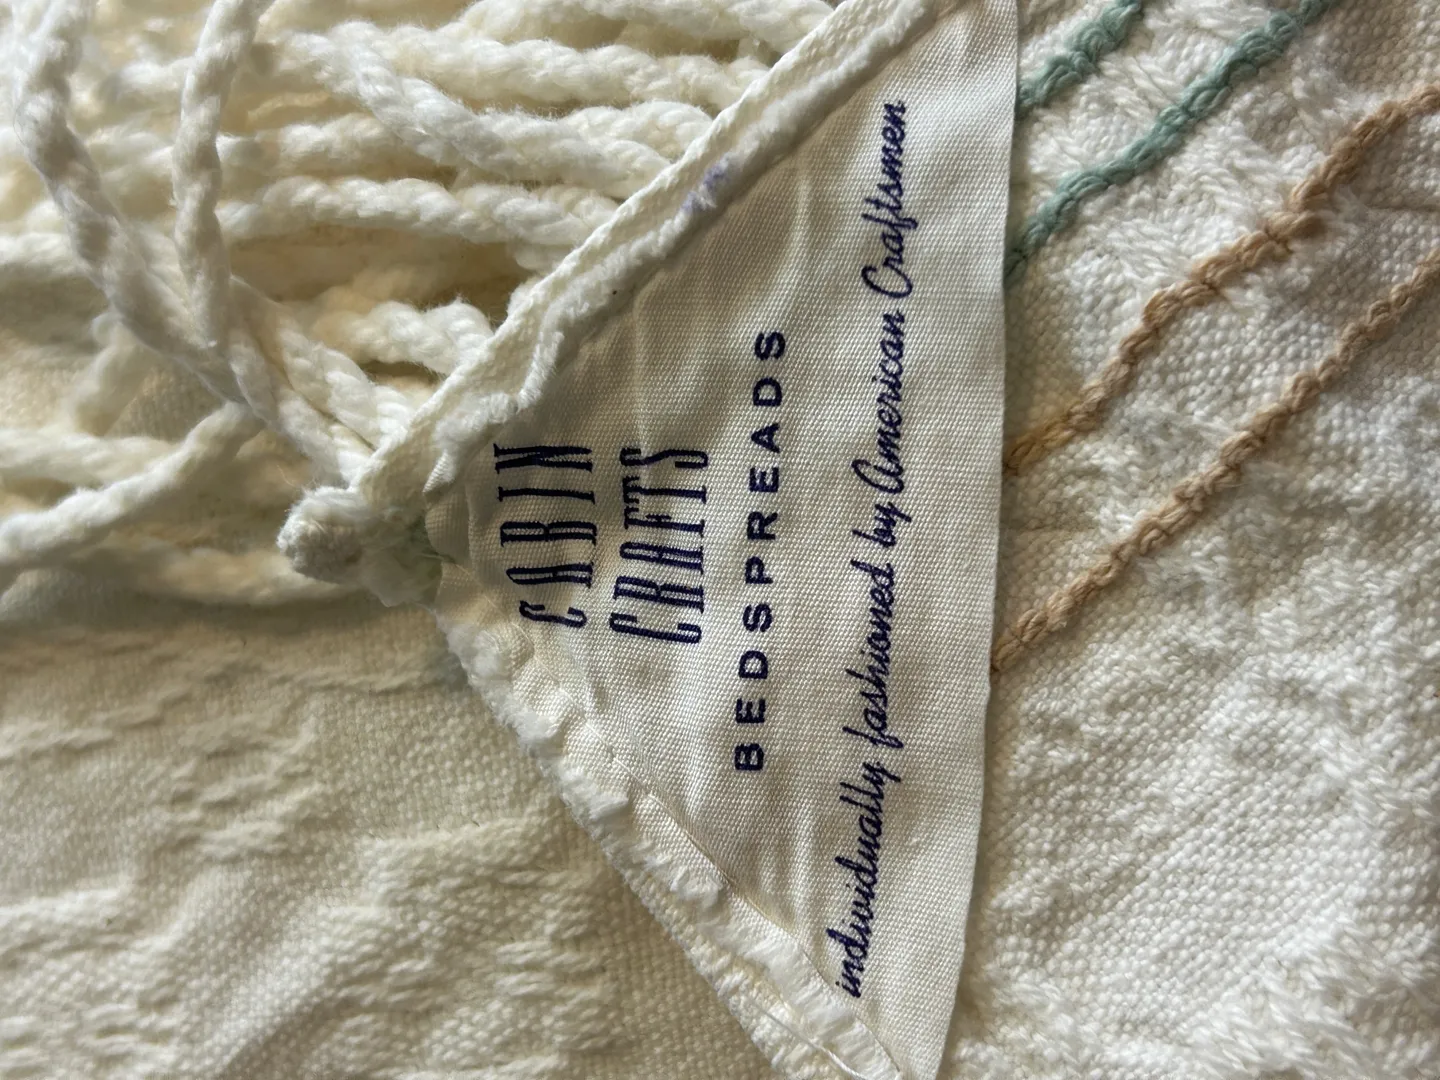 CABIN
CRAFTS
BEDSPREADS
individually fashioned by American Craftsmen